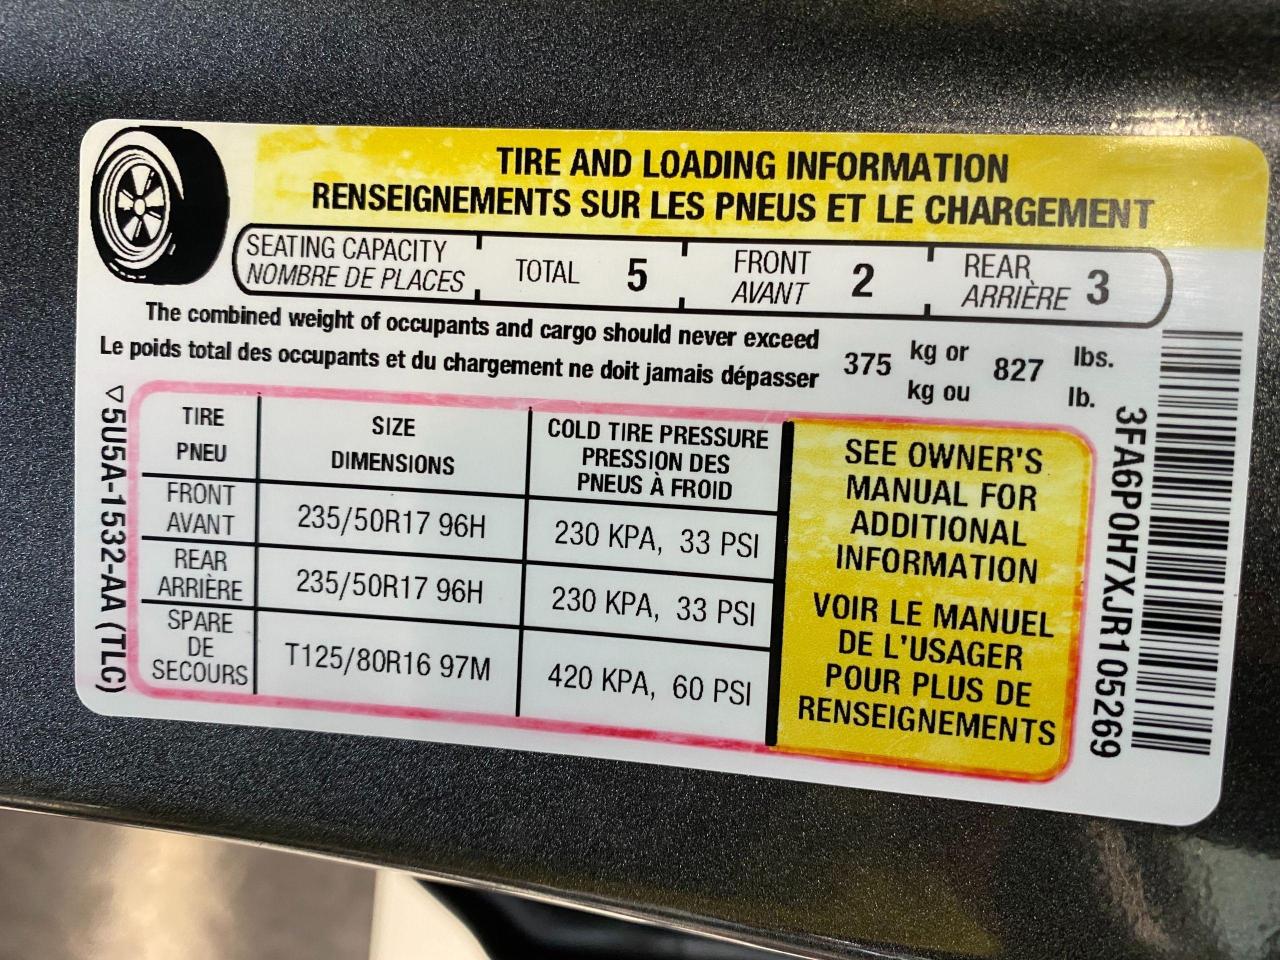 TIRE AND LOADING INFORMATION
RENSEIGNEMENTS SUR LES PNEUS ET LE CHARGEMENT
SEATING CAPACITY
NOMBRE DE PLACES
TOTAL 5
FRONT
AVANT
2
REAR
ARRIÈRE
3
The combined weight of occupants and cargo should never exceed
Le poids total des occupants et du chargement ne doit jamais dépasser
375
kg or
kg ou
827
lbs.
lb.
TIRE
PNEU
SIZE
DIMENSIONS
COLD TIRE PRESSURE
PRESSION DES
PNEUS À FROID
FRONT
AVANT
235/50R17 96H
230 KPA, 33 PSI
REAR
ARRIÈRE
235/50R17 96H
230 KPA, 33 PSI
SPARE
DE
SECOURS
T125/80R16 97M
420 KPA, 60 PSI
SEE OWNER'S
MANUAL FOR
ADDITIONAL
INFORMATION
VOIR LE MANUEL
DE L'USAGER
POUR PLUS DE
RENSEIGNEMENTS
▽5U5A-1532-AA (TLC)
3FA6P0H7XJR105269